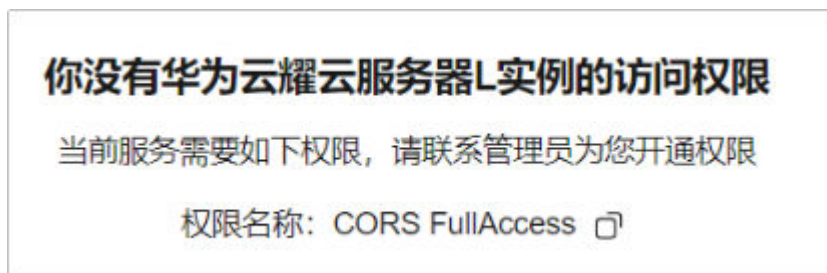 你没有华为云耀云服务器L实例的访问权限
当前服务需要如下权限，请联系管理员为您开通权限
权限名称：CORS FullAccess